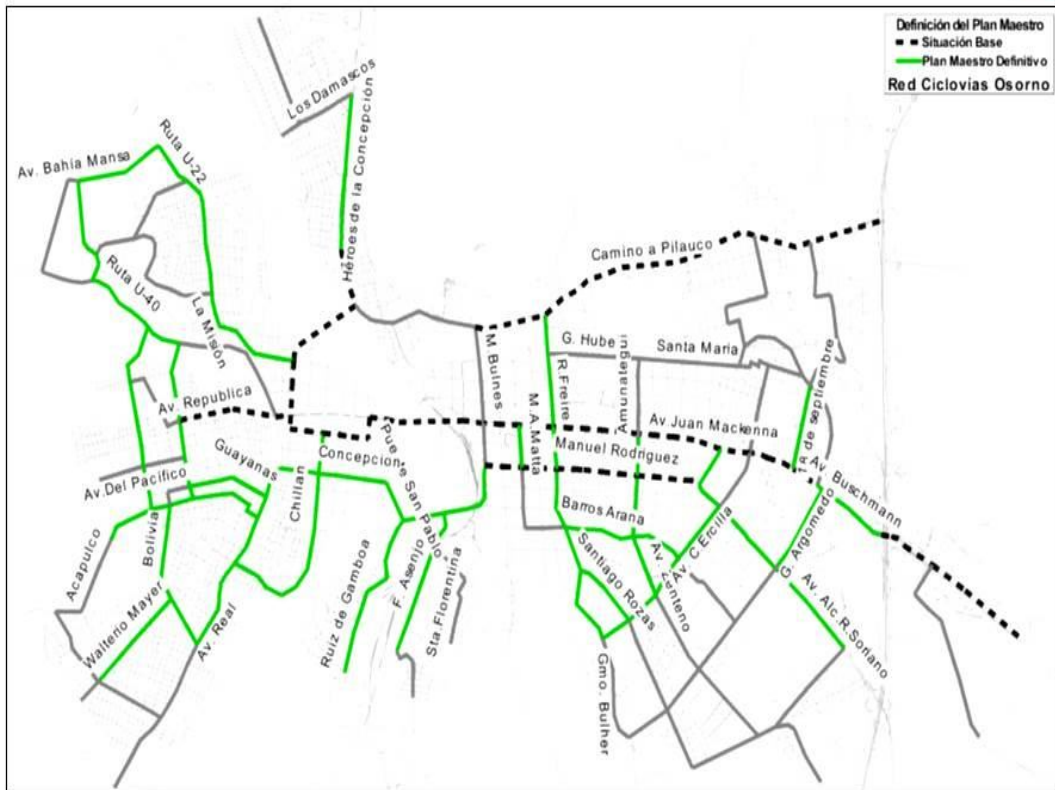 Definición del Plan Maestro
Situación Base
Plan Maestro Definitivo
Red Ciclovías Osorno
Los Damascos
Héroes de la Concepción
Ruta U-22
Av. Bahía Mansa
Ruta U-40
La Misión
Camino a Pilauco
G. Hube
Santa María
M. Bulnes
R.Freire
Amunategui
M. A.Matta
Av. Republica
Av.Juan Mackenna
18 de septiembre
Manuel Rodriguez
Guayanas
Concepcion
Chillan
Puente San Pablo
Av.Del Pacífico
Av. Buschmann
Barros Arana
Av. C.Ercilla
G. Argomedo
Bolivia
Acapulco
Santiago Rozas
Av. Zenteno
Av. Alc.R.Soriano
Walterio Mayer
Av. Real
Ruiz de Gamboa
F. Asenjo
Sta.Florentina
Gmo. Bulher